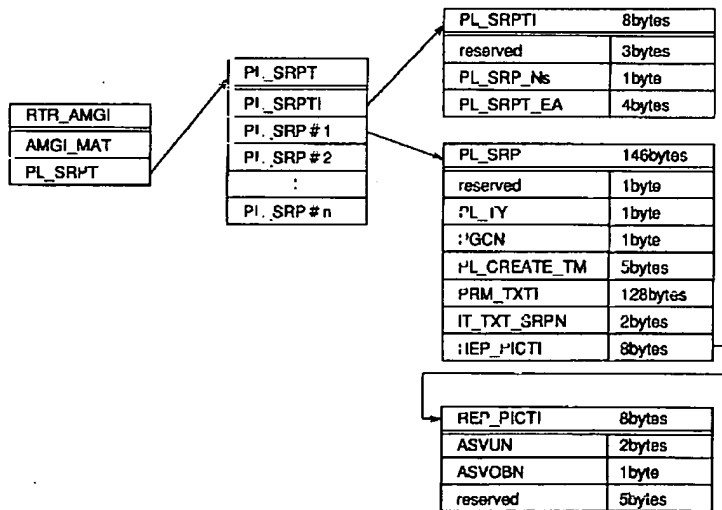 RTR_AMGI
AMGI_MAT
PL_SRPT
PL_SRPT
PL_SRPTI
PL_SRP#1
PL_SRP#2
:
PL_SRP#n
PL_SRPTI 8bytes
reserved 3bytes
PL_SRP_Ns 1byte
PL_SRPT_EA 4bytes
PL_SRP 146bytes
reserved 1byte
PL_TY 1byte
PGCN 1byte
PL_CREATE_TM 5bytes
PRM_TXTI 128bytes
IT_TXT_SRPN 2bytes
REP_PICTI 8bytes
REP_PICTI 8bytes
ASVUN 2bytes
ASVOBN 1byte
reserved 5bytes